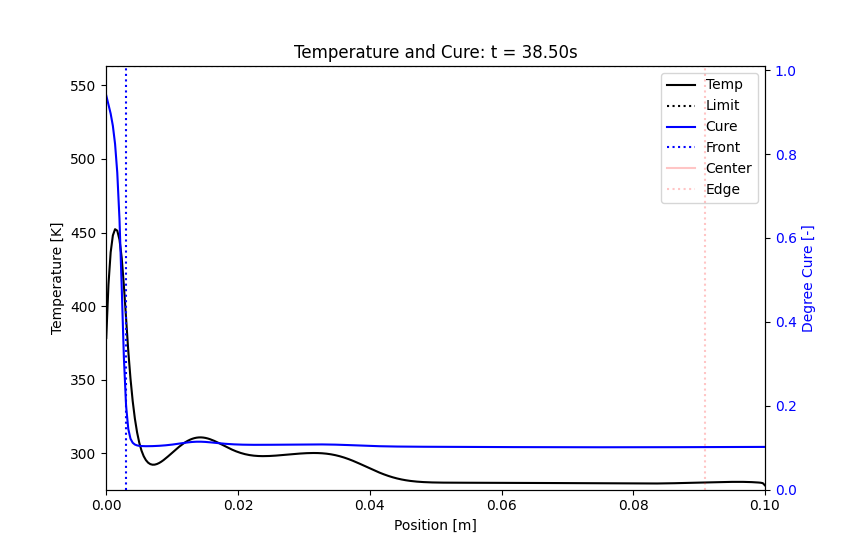 Temperature and Cure: t = 38.50s
550
500
450
400
350
300
Temperature [K]
1.0
0.8
0.6
0.4
0.2
0.0
Degree Cure [-]
Temp
Limit
Cure
Front
Center
Edge
0.00 0.02 0.04 0.06 0.08 0.10
Position [m]